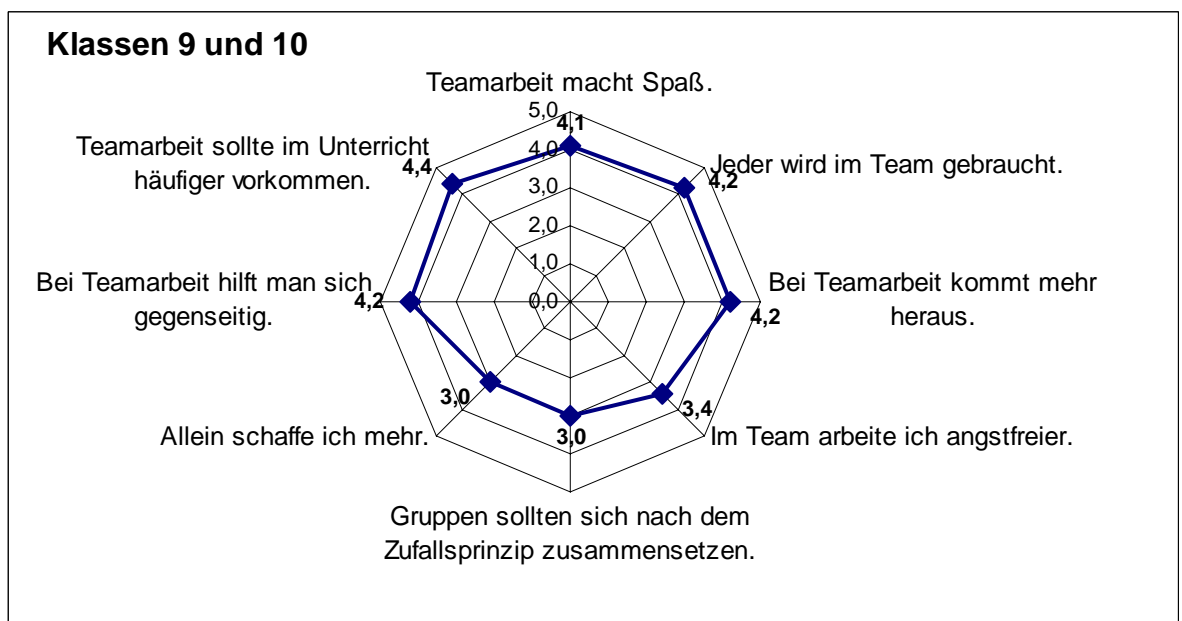 Klassen 9 und 10
Teamarbeit macht Spaß.
5,0
4,1
4,0
3,0
2,0
1,0
0,0
Jeder wird im Team gebraucht.
4,2
Bei Teamarbeit kommt mehr
heraus.
4,2
3,4
Im Team arbeite ich angstfreier.
3,0
Gruppen sollten sich nach dem
Zufallsprinzip zusammensetzen.
3,0
Allein schaffe ich mehr.
Bei Teamarbeit hilft man sich
gegenseitig.
4,2
Teamarbeit sollte im Unterricht
häufiger vorkommen.
4,4